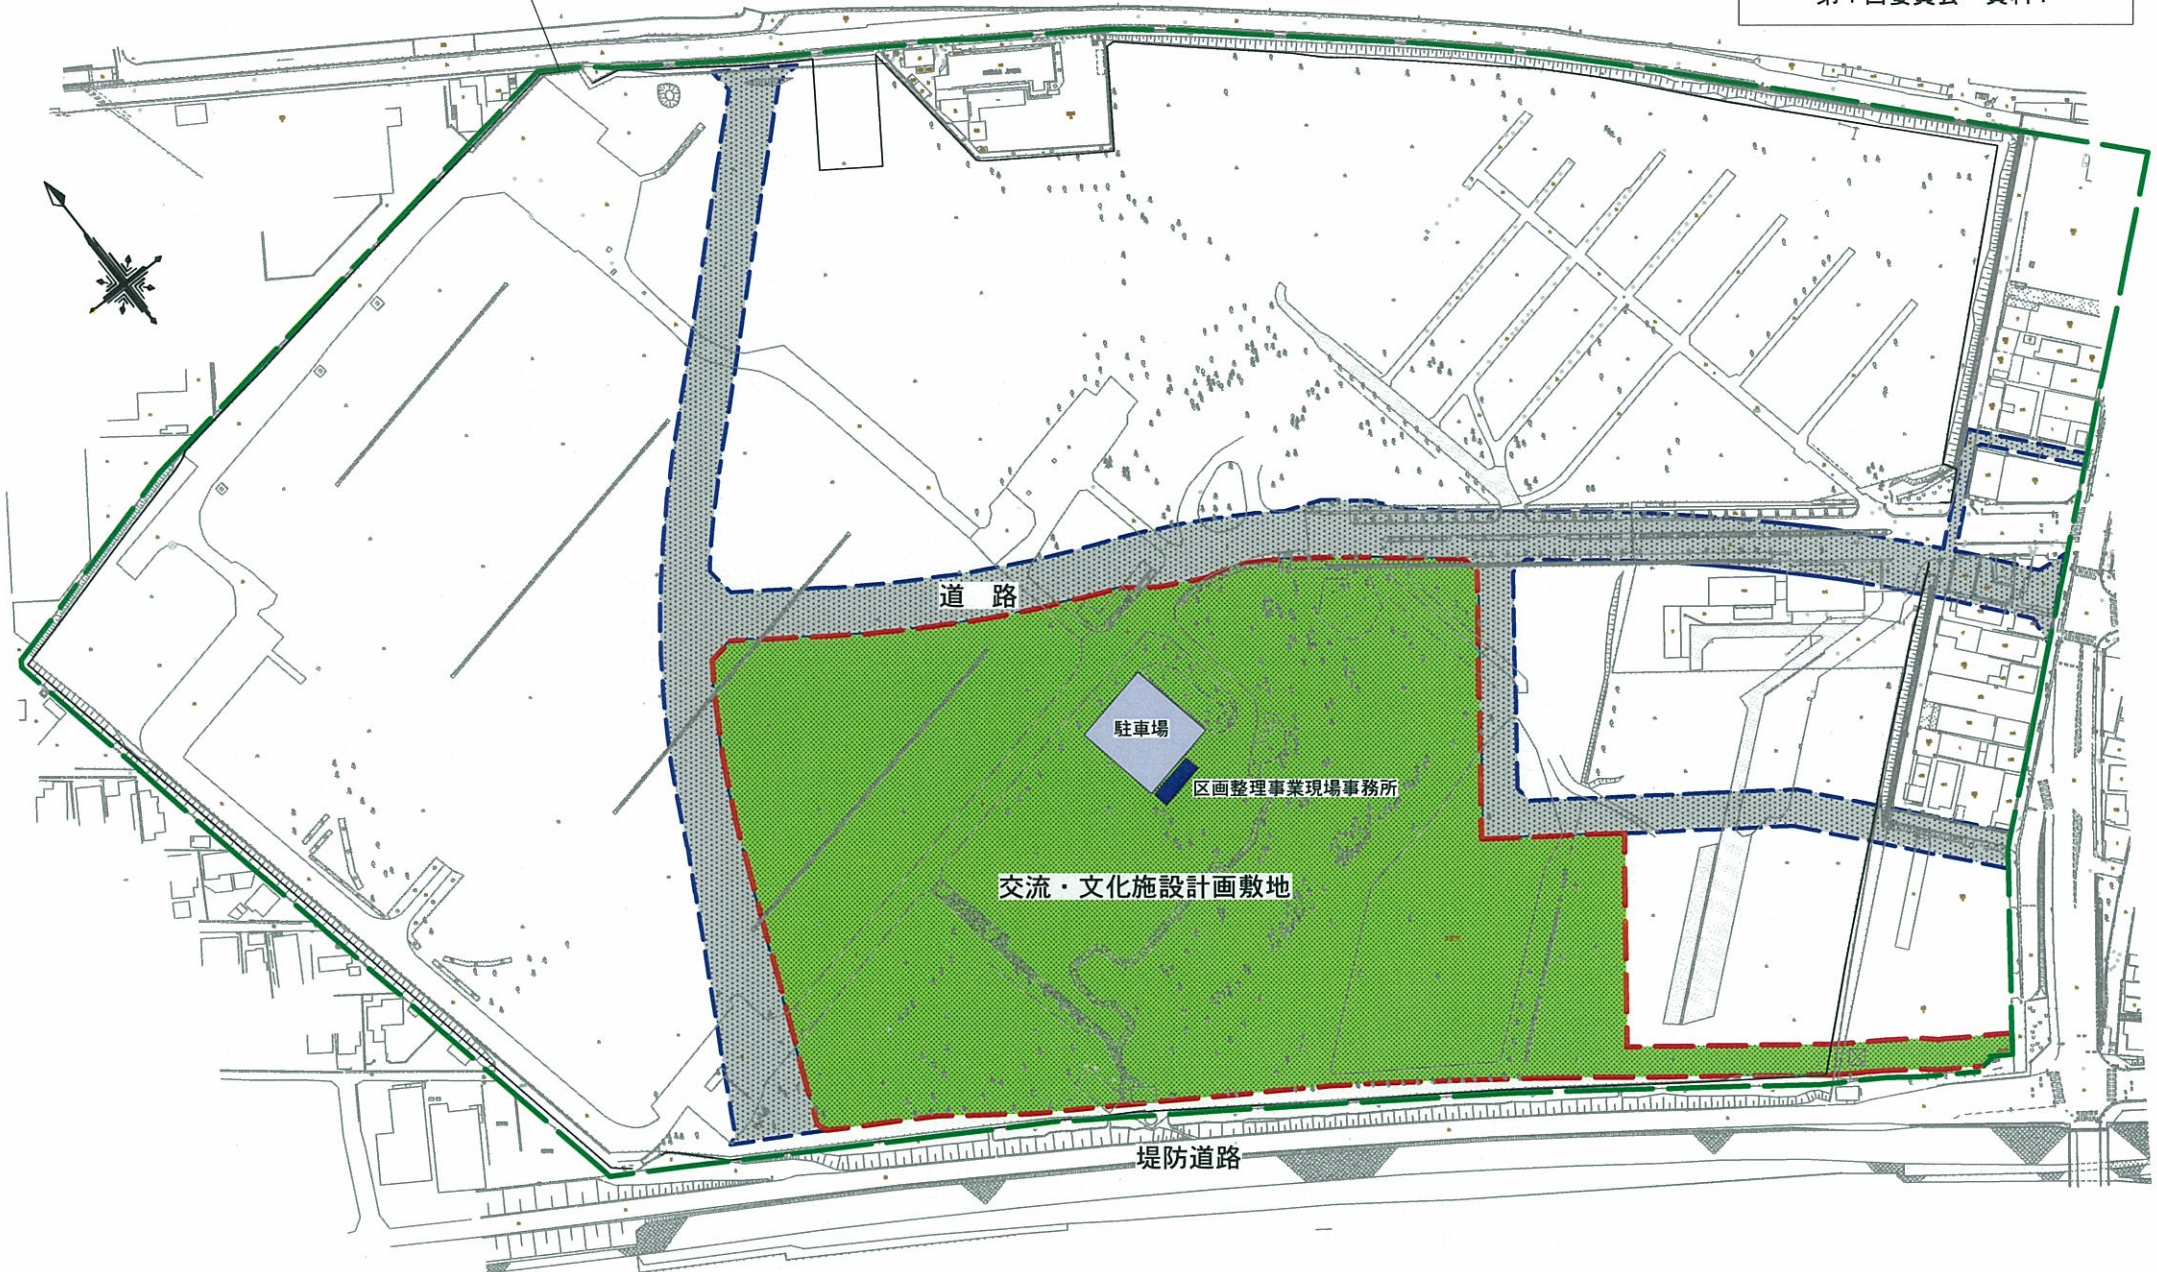 道　路
駐車場
区画整理事業現場事務所
交流・文化施設計画敷地
堤防道路